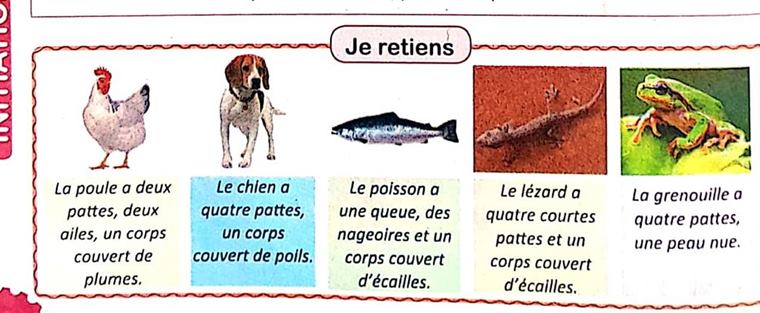 Je retiens
La poule a deux
pattes, deux
ailes, un corps
couvert de
plumes.
Le chien a
quatre pattes,
un corps
couvert de poils.
Le poisson a
une queue, des
nageoires et un
corps couvert
d'écailles.
Le lézard a
quatre courtes
pattes et un
corps couvert
d'écailles.
La grenouille a
quatre pattes,
une peau nue.